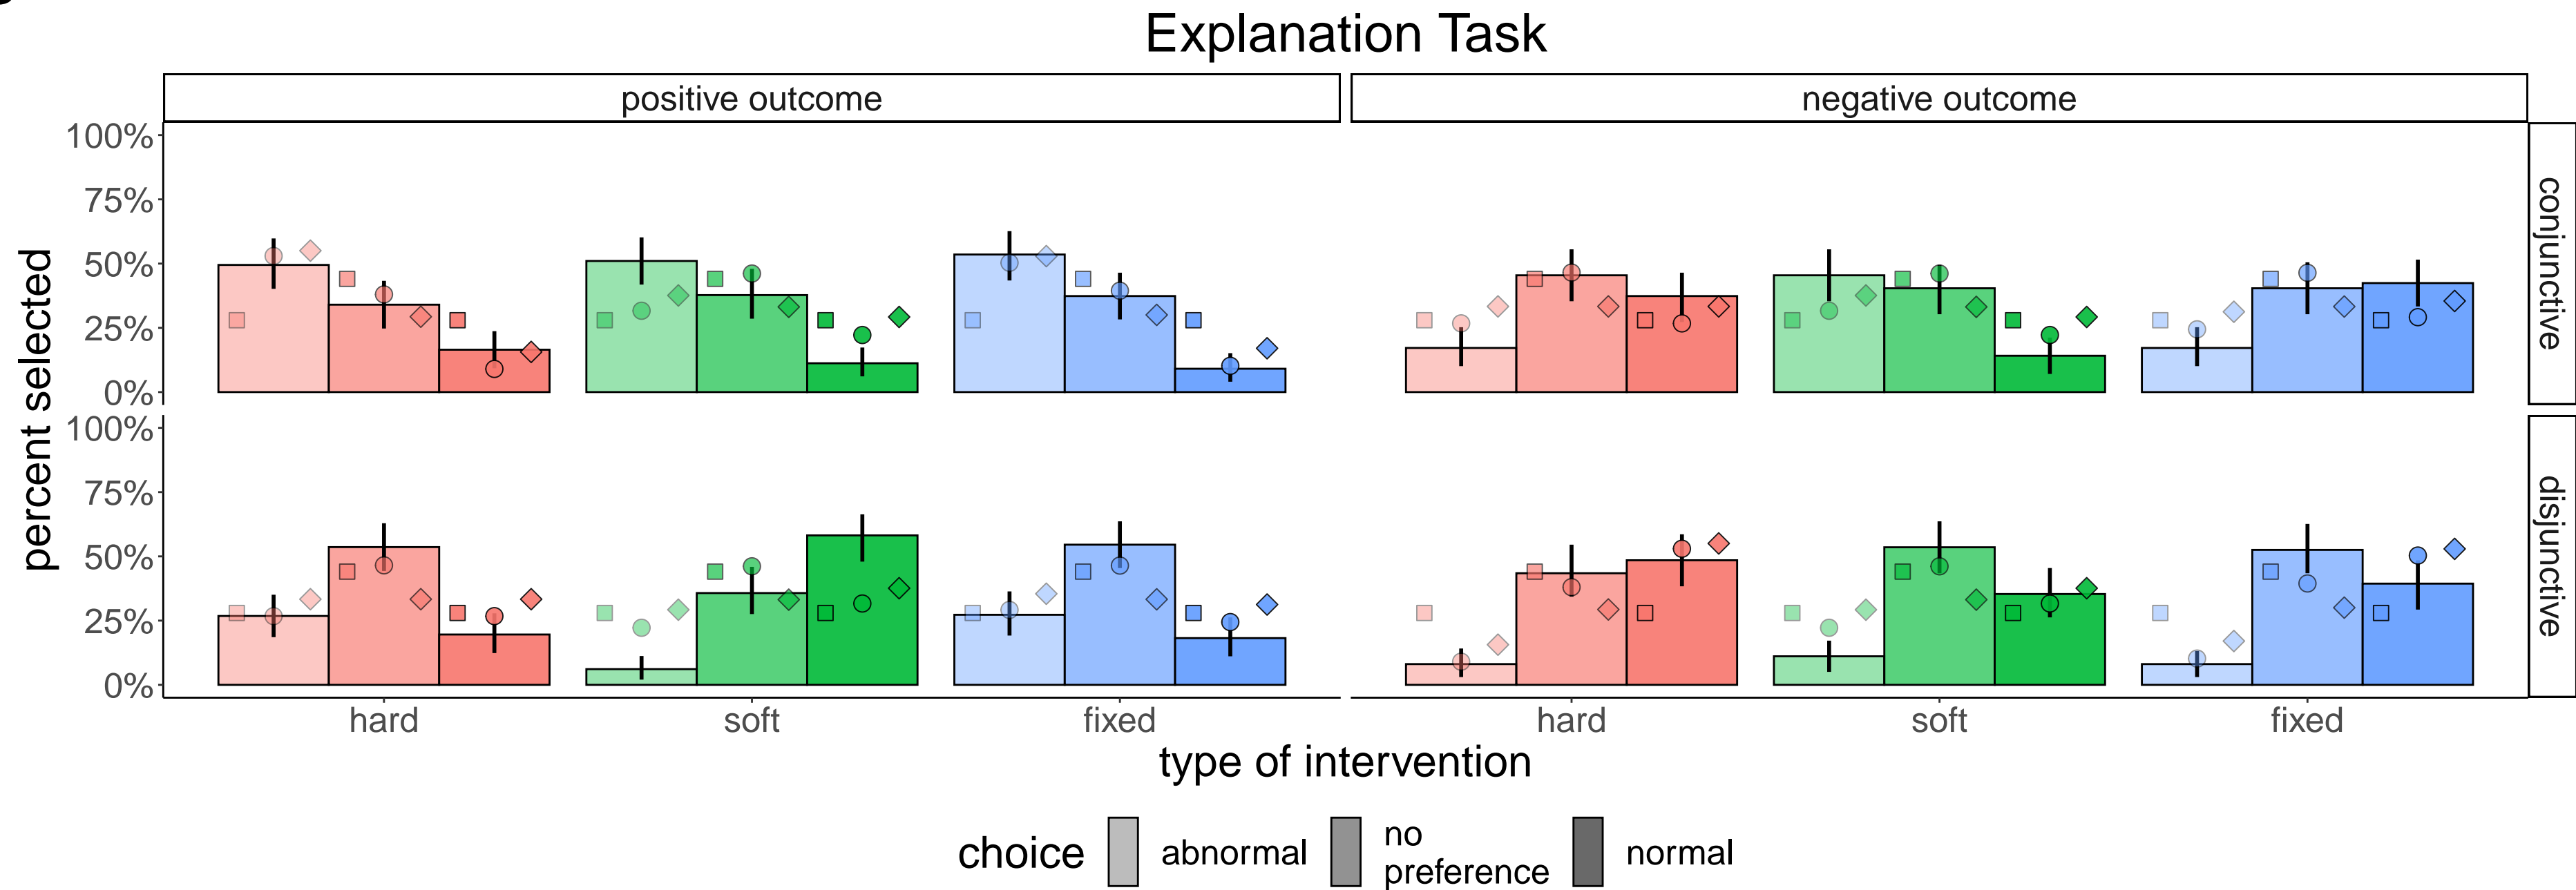 Explanation Task
positive outcome
negative outcome
percent selected
100%
75%
50%
25%
0%
conjunctive
100%
75%
50%
25%
0%
disjunctive
hard
soft
fixed
hard
soft
fixed
type of intervention
choice
abnormal
no
preference
normal